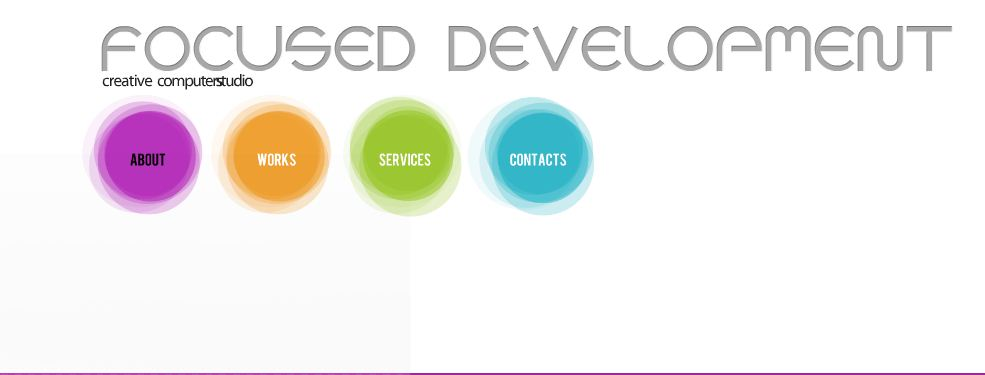 FOCUSED DEVELOPMENT
creative computerstudio
ABOUT WORKS SERVICES CONTACTS